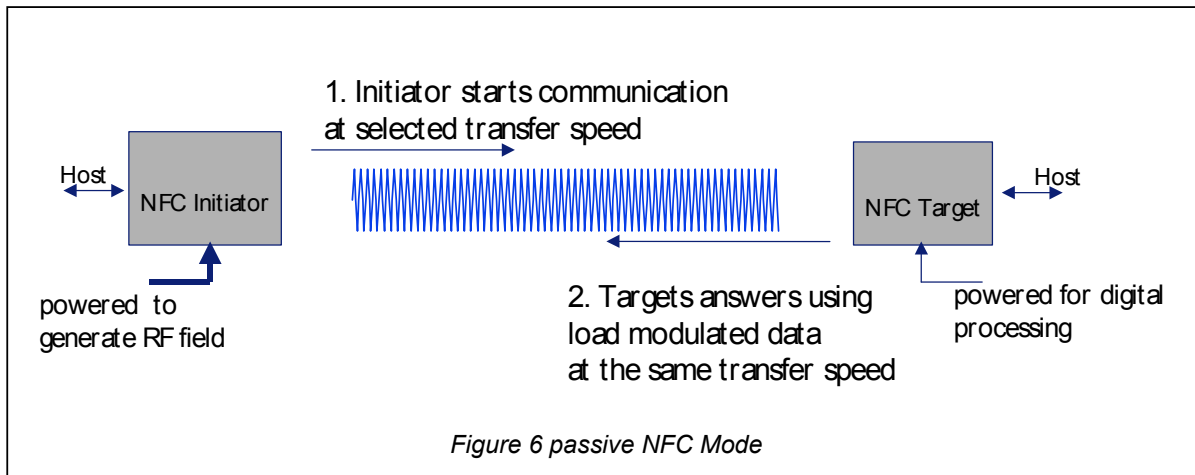 1. Initiator starts communication
at selected transfer speed
Host
NFC Initiator
NFC Target
Host
powered to
generate RF field
2. Targets answers using
load modulated data
at the same transfer speed
powered for digital
processing
Figure 6 passive NFC Mode